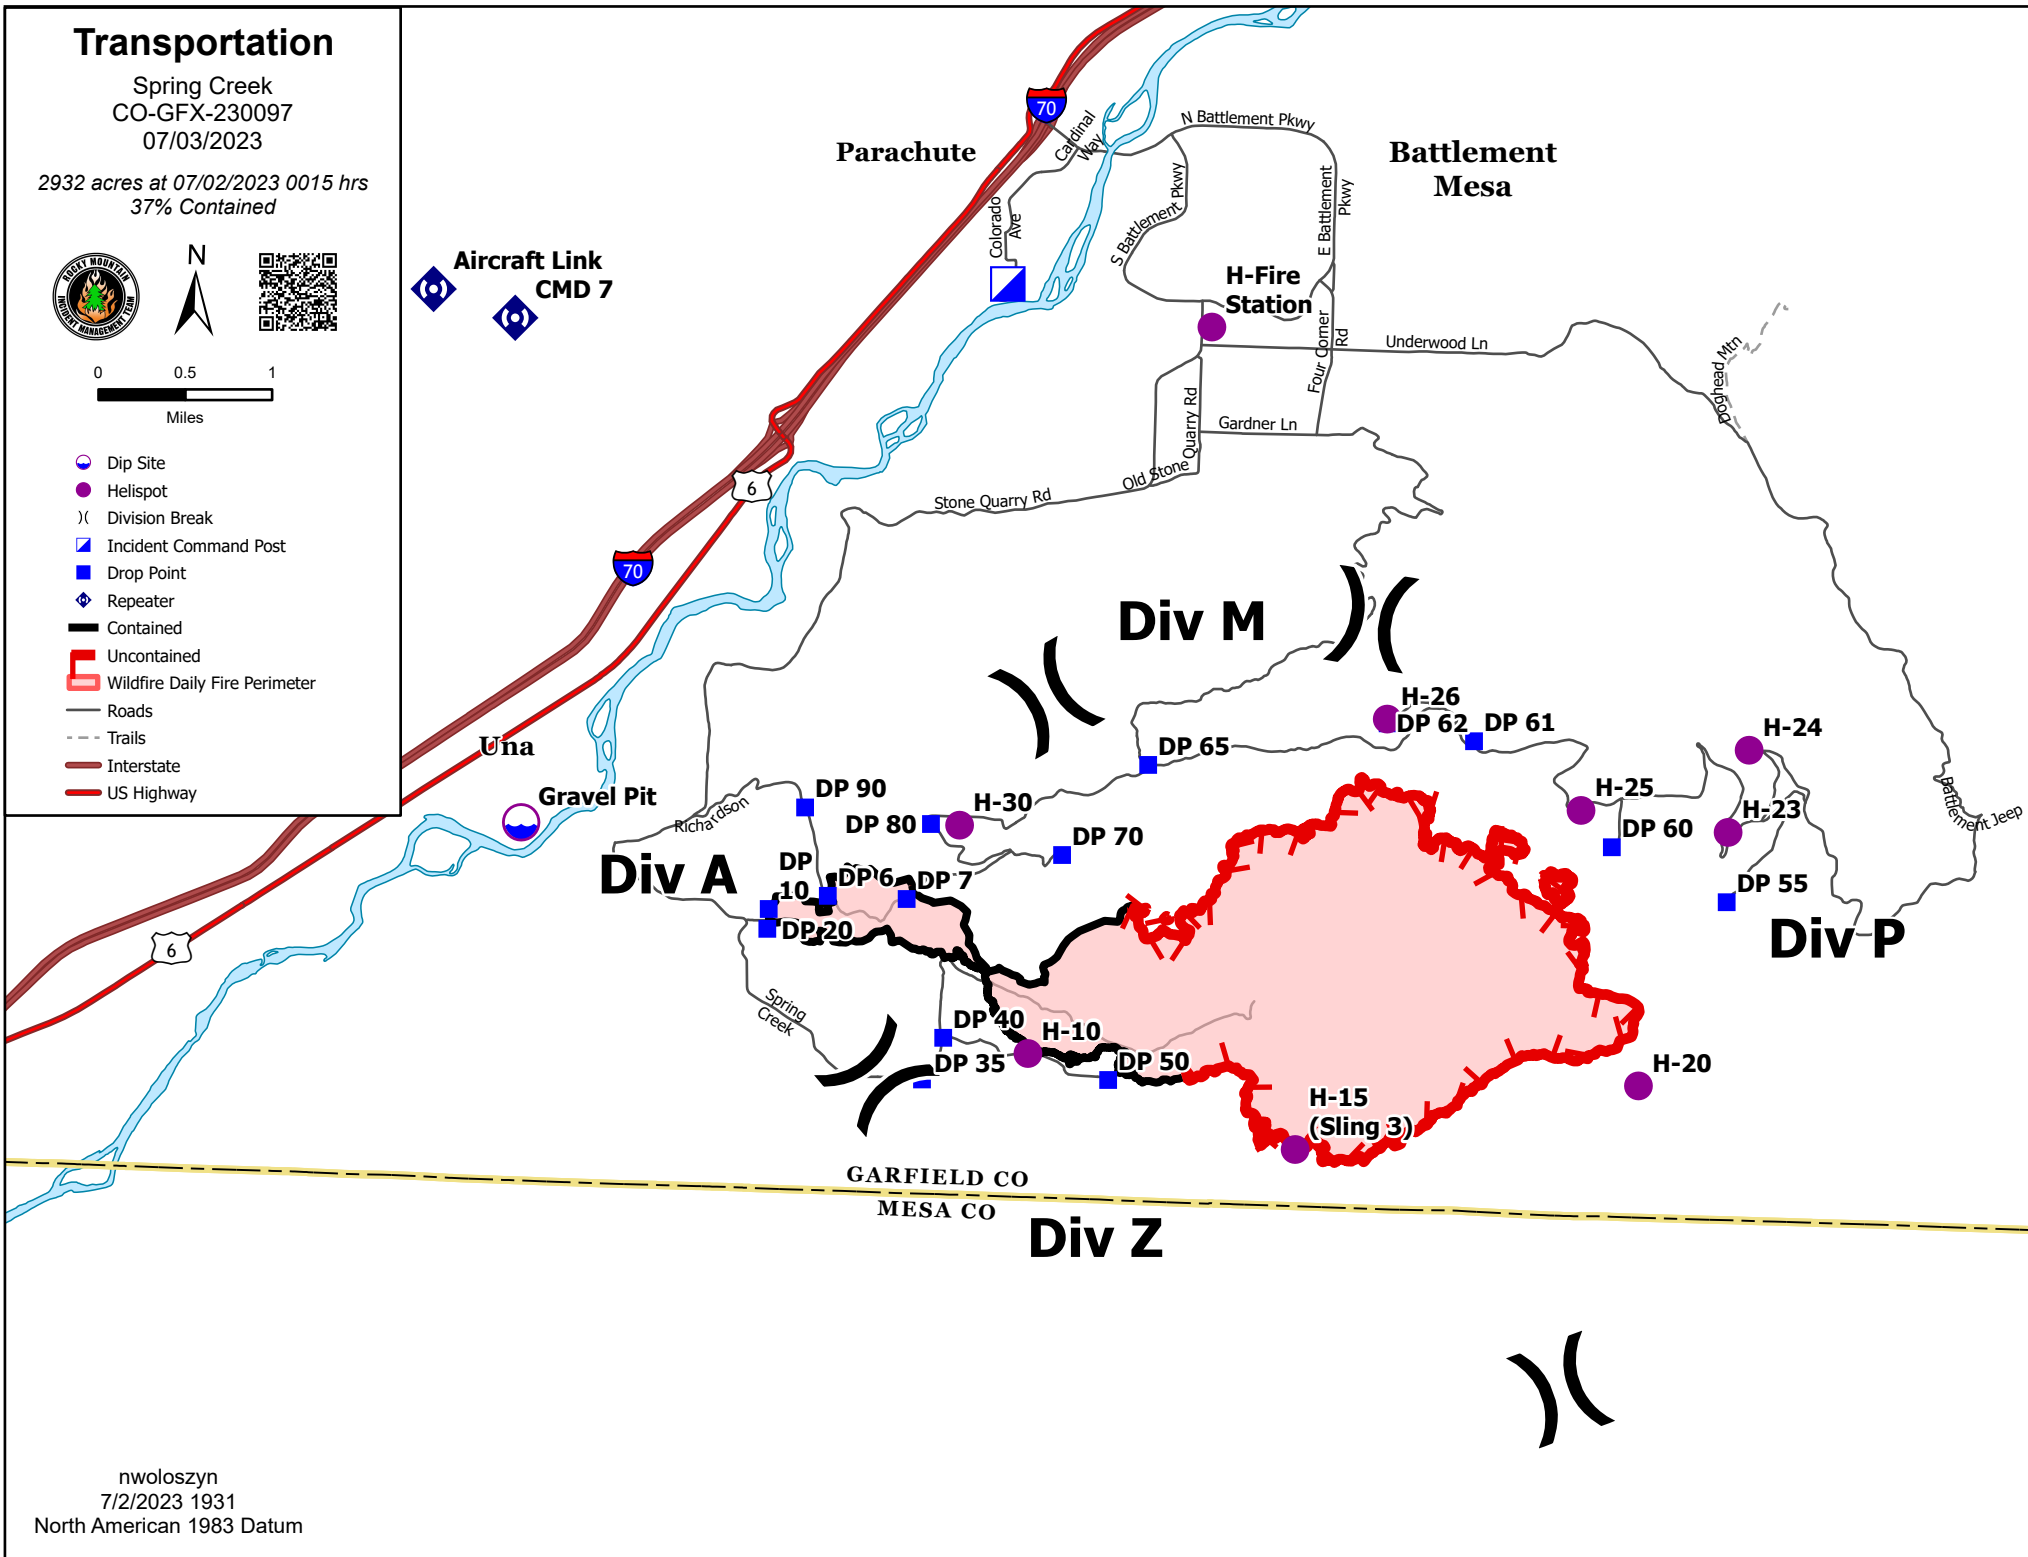 Transportation
Spring Creek
CO-GFX-230097
07/03/2023
2932 acres at 07/02/2023 0015 hrs
37% Contained
ROCKY MOUNTAIN
INCIDENT MANAGEMENT TEAM
N
0 0.5 1
Miles
Dip Site
Helispot
Division Break
Incident Command Post
Drop Point
Repeater
Contained
Uncontained
Wildfire Daily Fire Perimeter
Roads
Trails
Interstate
US Highway
70
Parachute
Cardinal
Way
N Battlement Pkwy
Battlement
Mesa
S Battlement Pkwy
E Battlement
Pkwy
Colorado
Ave
Aircraft Link
CMD 7
H-Fire
Station
Four Corner
Rd
Underwood Ln
Doghead Mtn
Quarry Rd
Gardner Ln
Old Stone
Stone Quarry Rd
6
70
Div M
H-26
DP 62
DP 61
H-24
Una
DP 65
Gravel Pit
DP 90
H-30
H-25
H-23
Battlement Jeep
Richardson
DP 80
DP 60
DP 70
Div A
DP
10
DP 6
DP 7
DP 55
DP 20
Div P
6
Spring
Creek
DP 40
H-10
DP 35
DP 50
H-20
H-15
(Sling 3)
GARFIELD CO
MESA CO
Div Z
nwoloszyn
7/2/2023 1931
North American 1983 Datum